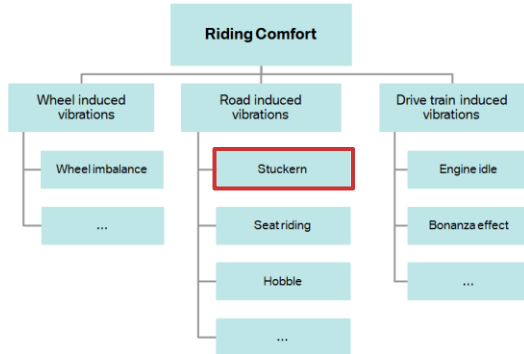 Riding Comfort
Wheel induced
vibrations
Road induced
vibrations
Drive train induced
vibrations
Wheel imbalance
Stuckern
Engine idle
...
Seat riding
Bonanza effect
Hobble
...
...